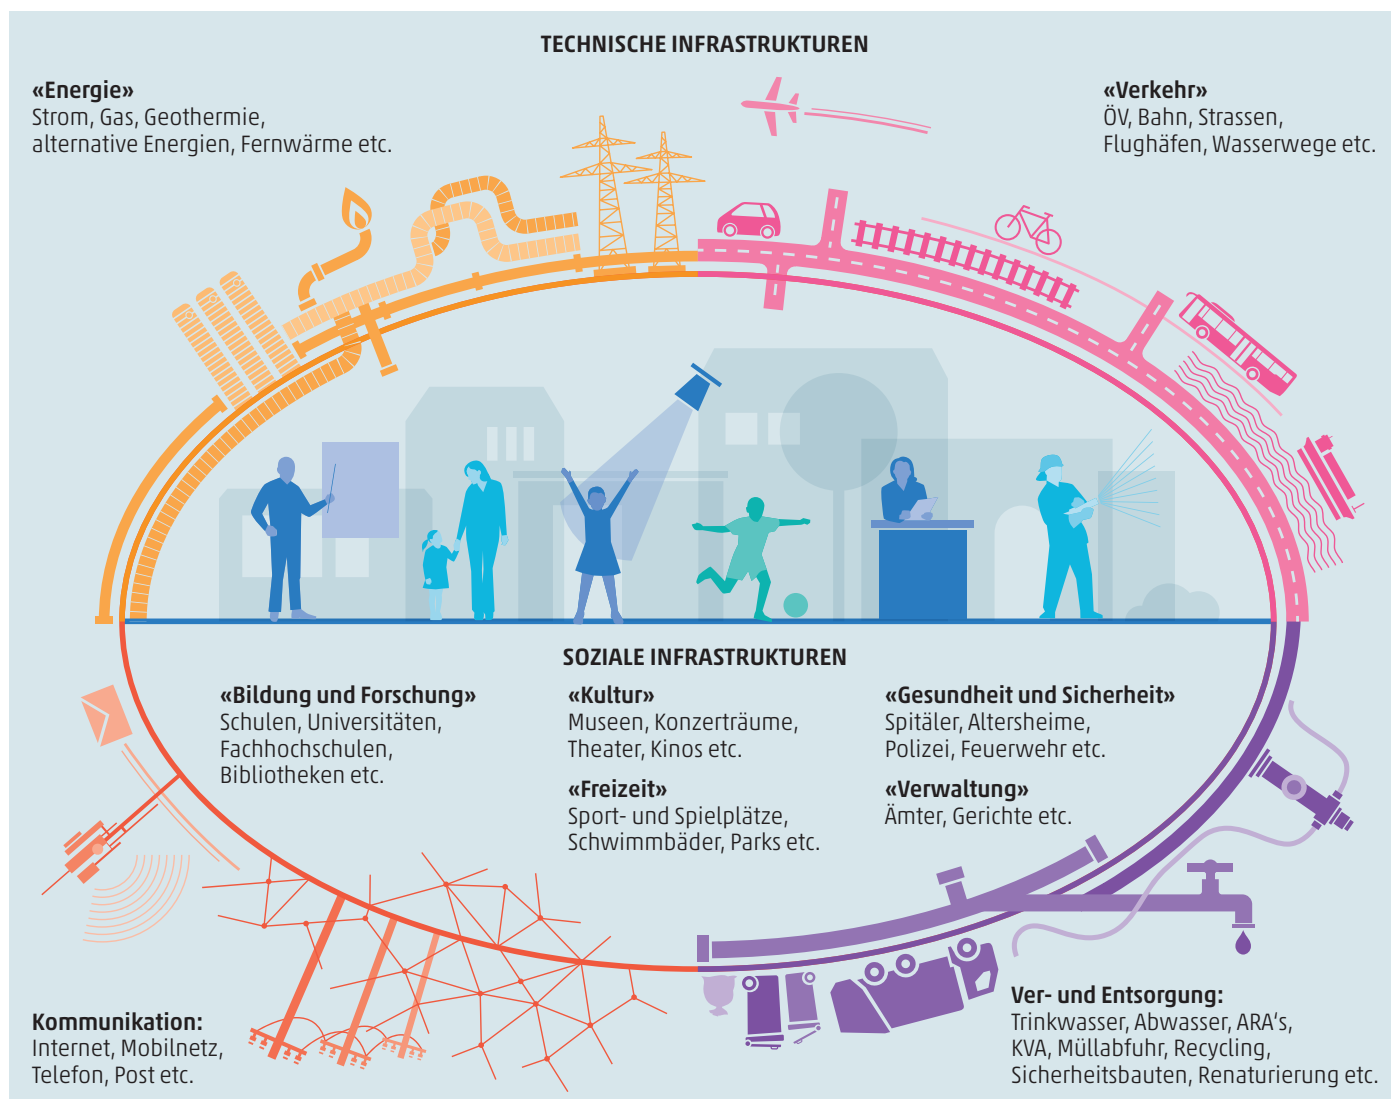 TECHNISCHE INFRASTRUKTUREN
«Energie»
Strom, Gas, Geothermie,
alternative Energien, Fernwärme etc.
«Verkehr»
ÖV, Bahn, Strassen,
Flughäfen, Wasserwege etc.
SOZIALE INFRASTRUKTUREN
«Bildung und Forschung»
Schulen, Universitäten,
Fachhochschulen,
Bibliotheken etc.
«Kultur»
Museen, Konzerträume,
Theater, Kinos etc.
«Freizeit»
Sport- und Spielplätze,
Schwimmbäder, Parks etc.
«Gesundheit und Sicherheit»
Spitäler, Altersheime,
Polizei, Feuerwehr etc.
«Verwaltung»
Ämter, Gerichte etc.
Kommunikation:
Internet, Mobilnetz,
Telefon, Post etc.
Ver- und Entsorgung:
Trinkwasser, Abwasser, ARA‘s,
KVA, Müllabfuhr, Recycling,
Sicherheitsbauten, Renaturierung etc.